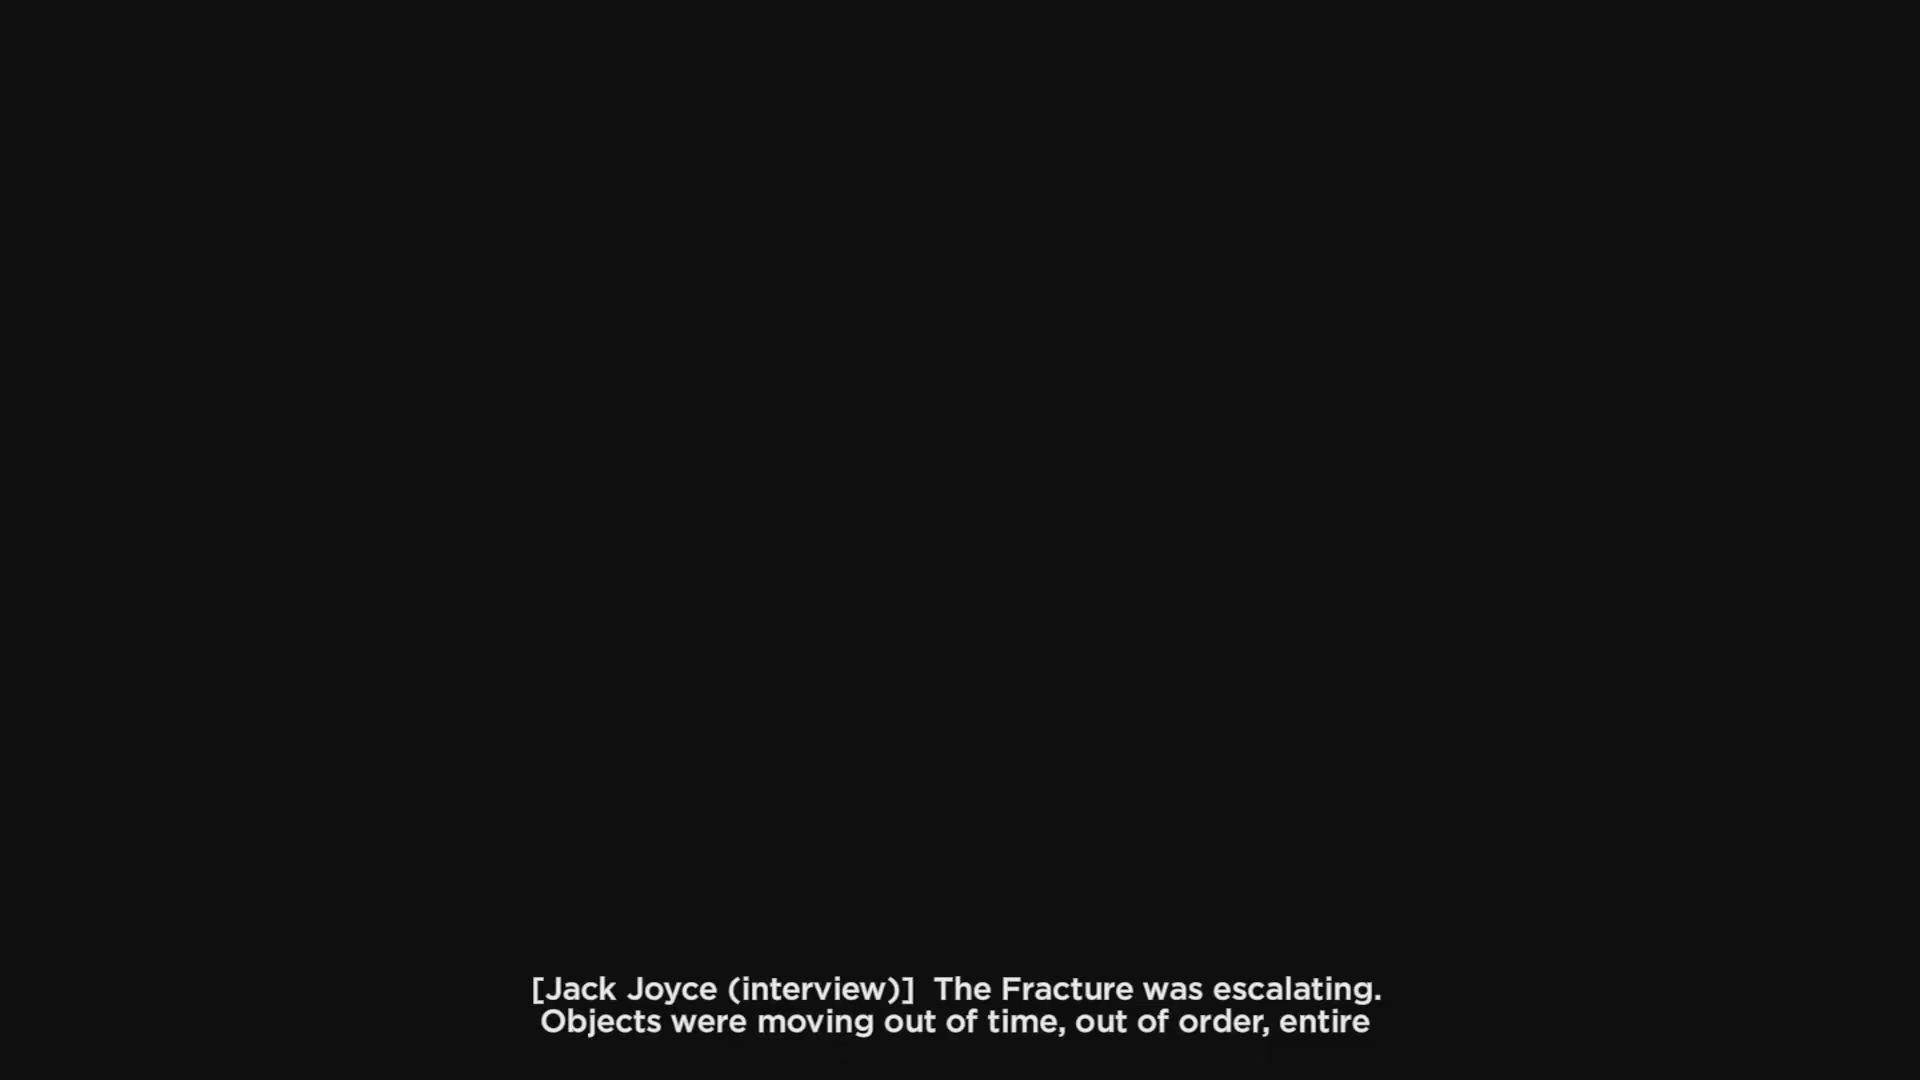 [Jack Joyce (interview)]  The Fracture was escalating.
Objects were moving out of time, out of order, entire